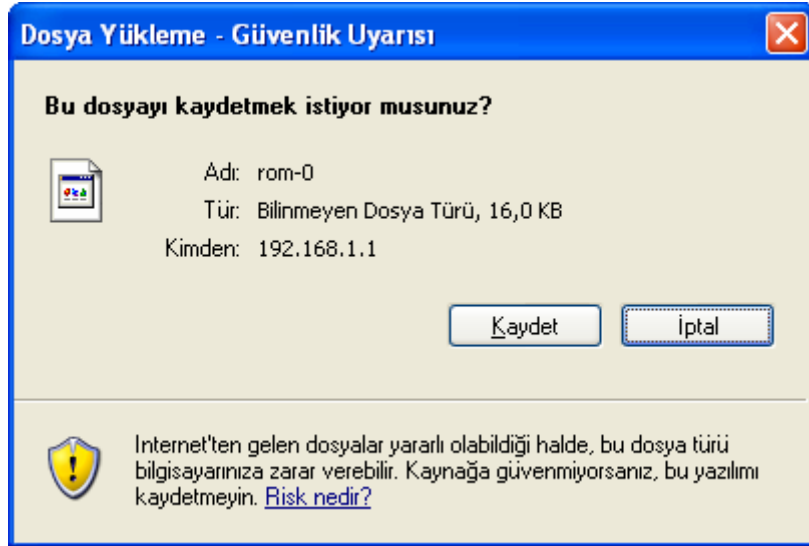 Dosya Yükleme - Güvenlik Uyarısı
Bu dosyayı kaydetmek istiyor musunuz?
Adı: rom-0
Tür: Bilinmeyen Dosya Türü, 16,0 KB
Kimden: 192.168.1.1
Kaydet İptal
Internet'ten gelen dosyalar yararlı olabildiği halde, bu dosya türü
bilgisayarınıza zarar verebilir. Kaynağa güvenmiyorsanız, bu yazılımı
kaydetmeyin. Risk nedir?